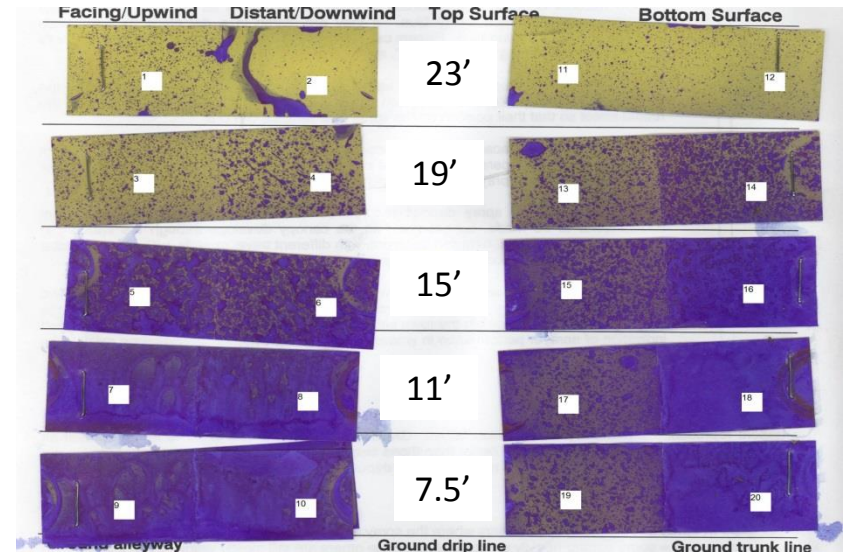 Facing/Upwind Distant/Downwind Top Surface Bottom Surface
1 2 23’ 11 12
3 4 19’ 13 14
5 6 15’ 15 16
7 8 11’ 17 18
9 10 7.5’ 19 20
Ground alleyway Ground drip line Ground trunk line